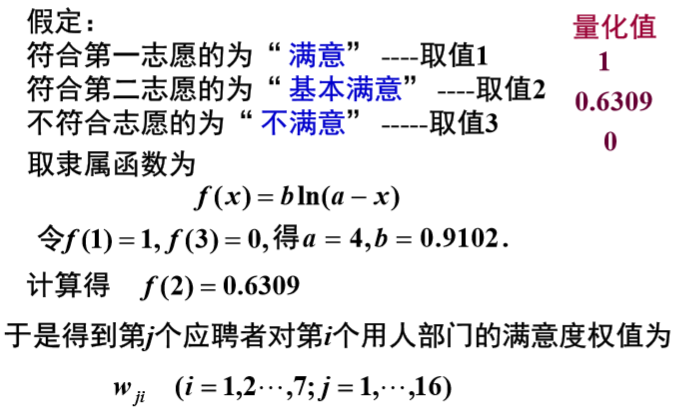 假定：
量化值
符合第一志愿的为“满意” ----取值1
1
符合第二志愿的为“基本满意” ----取值2
0.6309
不符合志愿的为“不满意” -----取值3
0
取隶属函数为
f(x) = b ln(a − x)
令f(1) = 1, f(3) = 0, 得a = 4, b = 0.9102.
计算得 f(2) = 0.6309
于是得到第j个应聘者对第i个用人部门的满意度权值为
w_{ji} (i = 1,2⋯,7; j = 1,⋯,16)